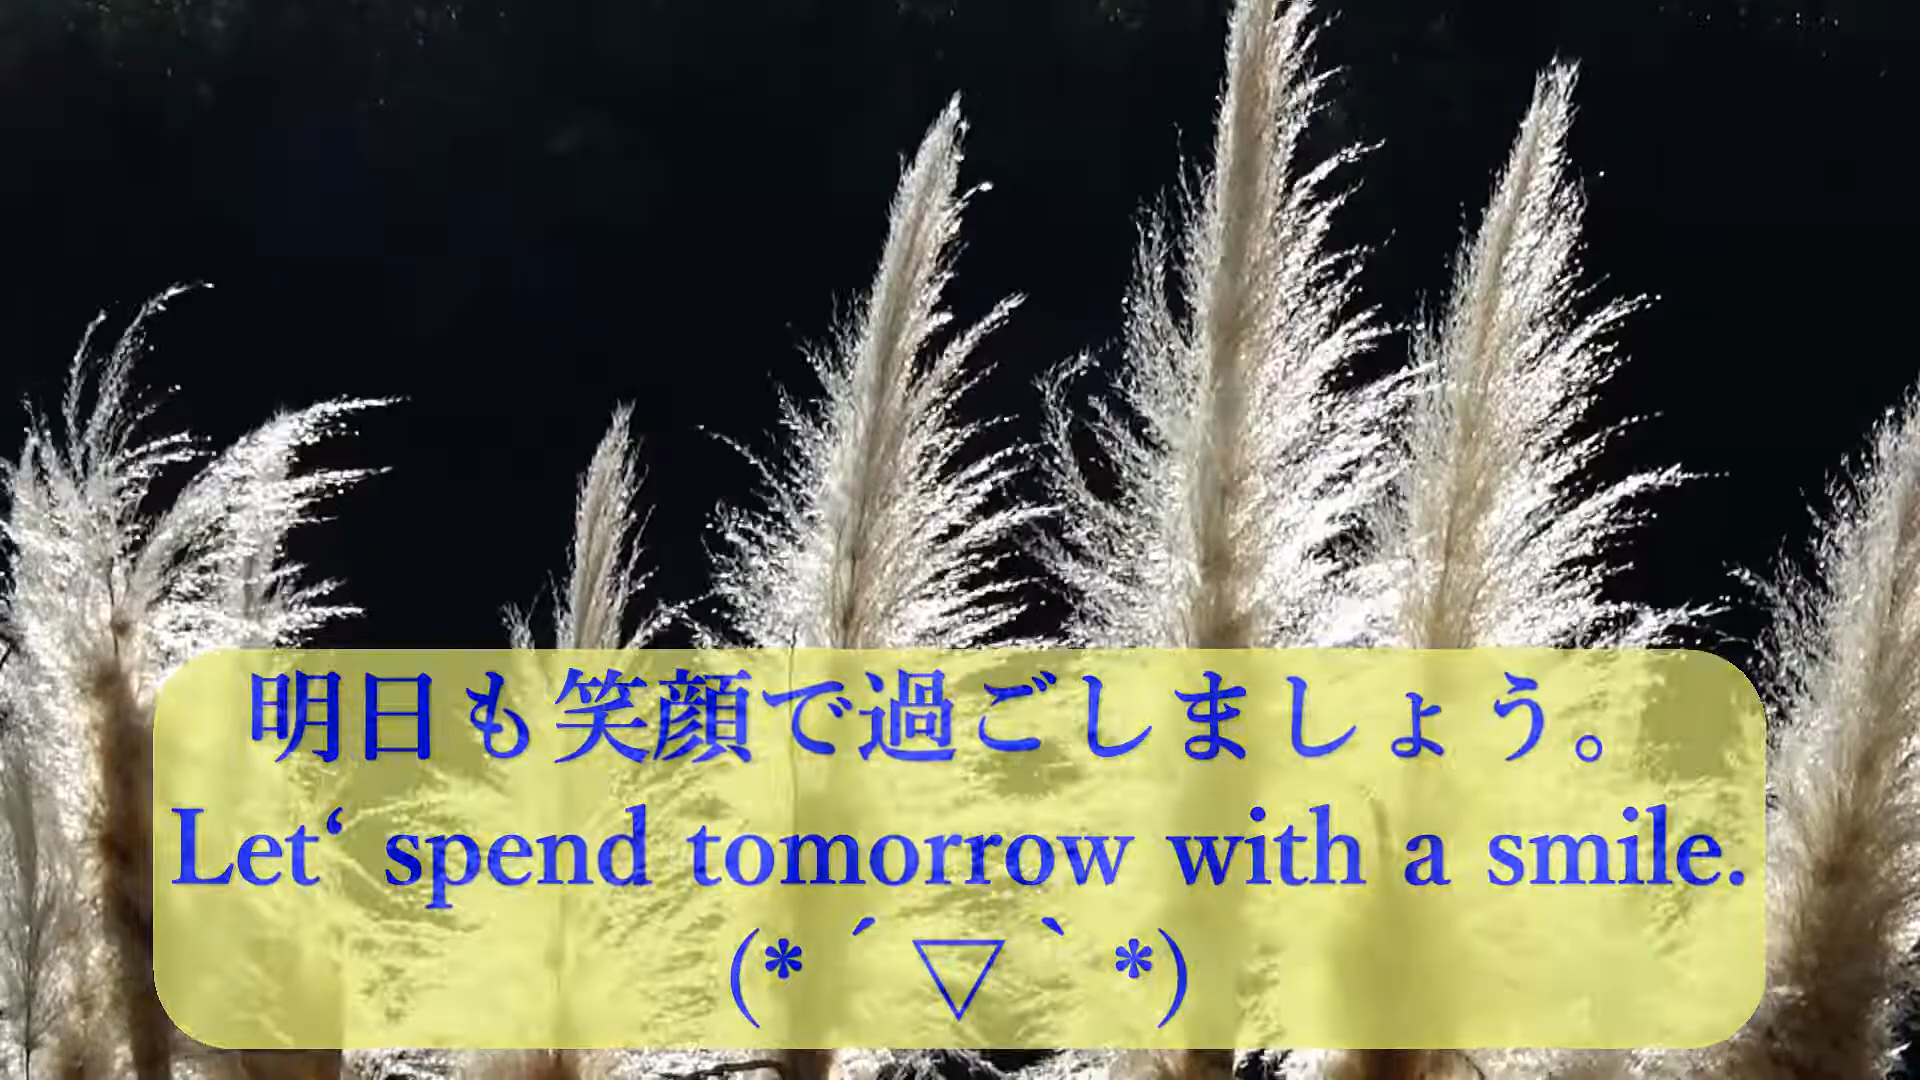 明日も笑顔で過ごしましょう。
Let‘ spend tomorrow with a smile.
(*´▽`*)